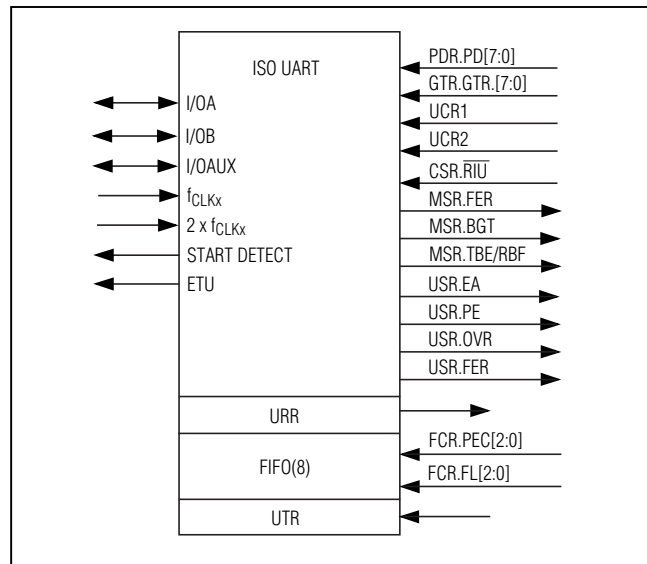 ISO UART
I/OA
I/OB
I/OAUX
fCLKx
2 x fCLKx
START DETECT
ETU
PDR.PD[7:0]
GTR.GTR.[7:0]
UCR1
UCR2
CSR.R̅I̅U̅
MSR.FER
MSR.BGT
MSR.TBE/RBF
USR.EA
USR.PE
USR.OVR
USR.FER
URR
FIFO(8)
FCR.PEC[2:0]
FCR.FL[2:0]
UTR